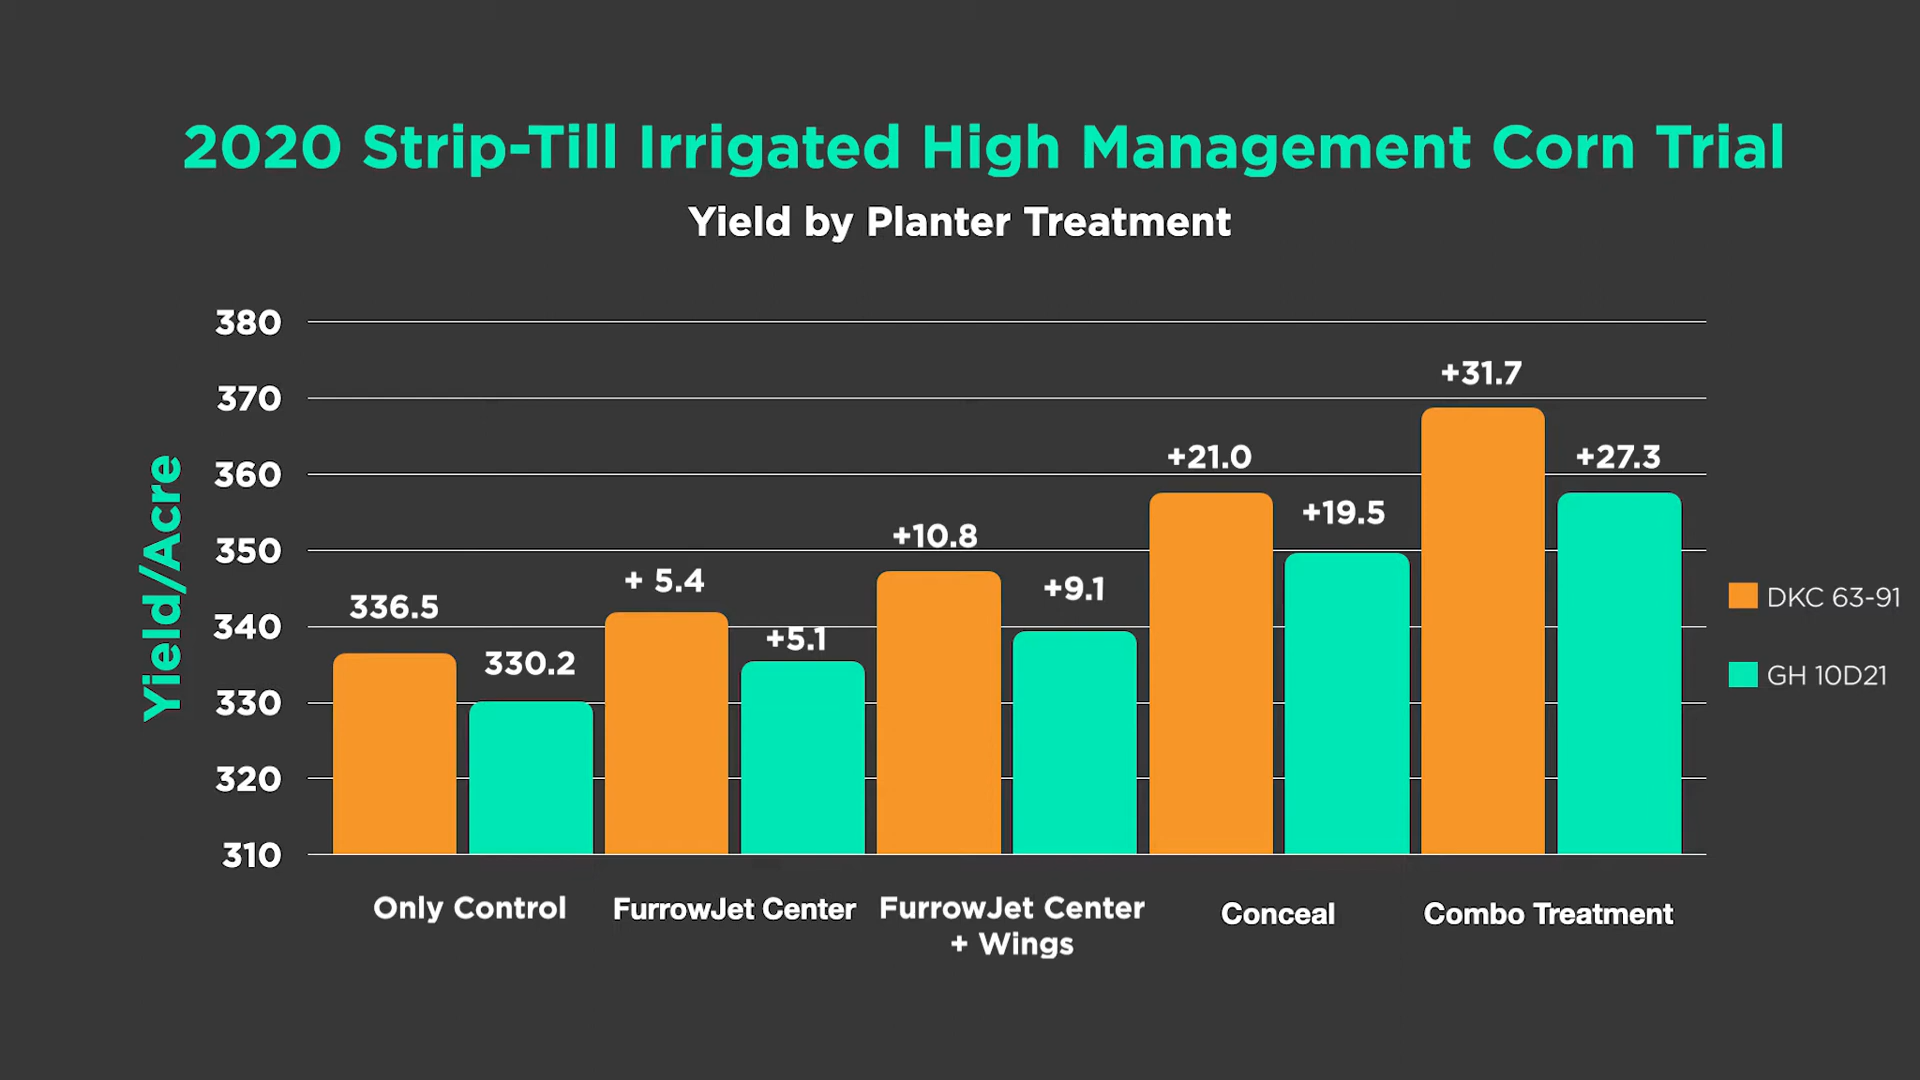 2020 Strip-Till Irrigated High Management Corn Trial
Yield by Planter Treatment
Yield/Acre
380
370
360
350
340
330
320
310
336.5
330.2
+ 5.4
+5.1
+10.8
+9.1
+21.0
+19.5
+31.7
+27.3
Only Control
FurrowJet Center
FurrowJet Center
+ Wings
Conceal
Combo Treatment
DKC 63-91
GH 10D21